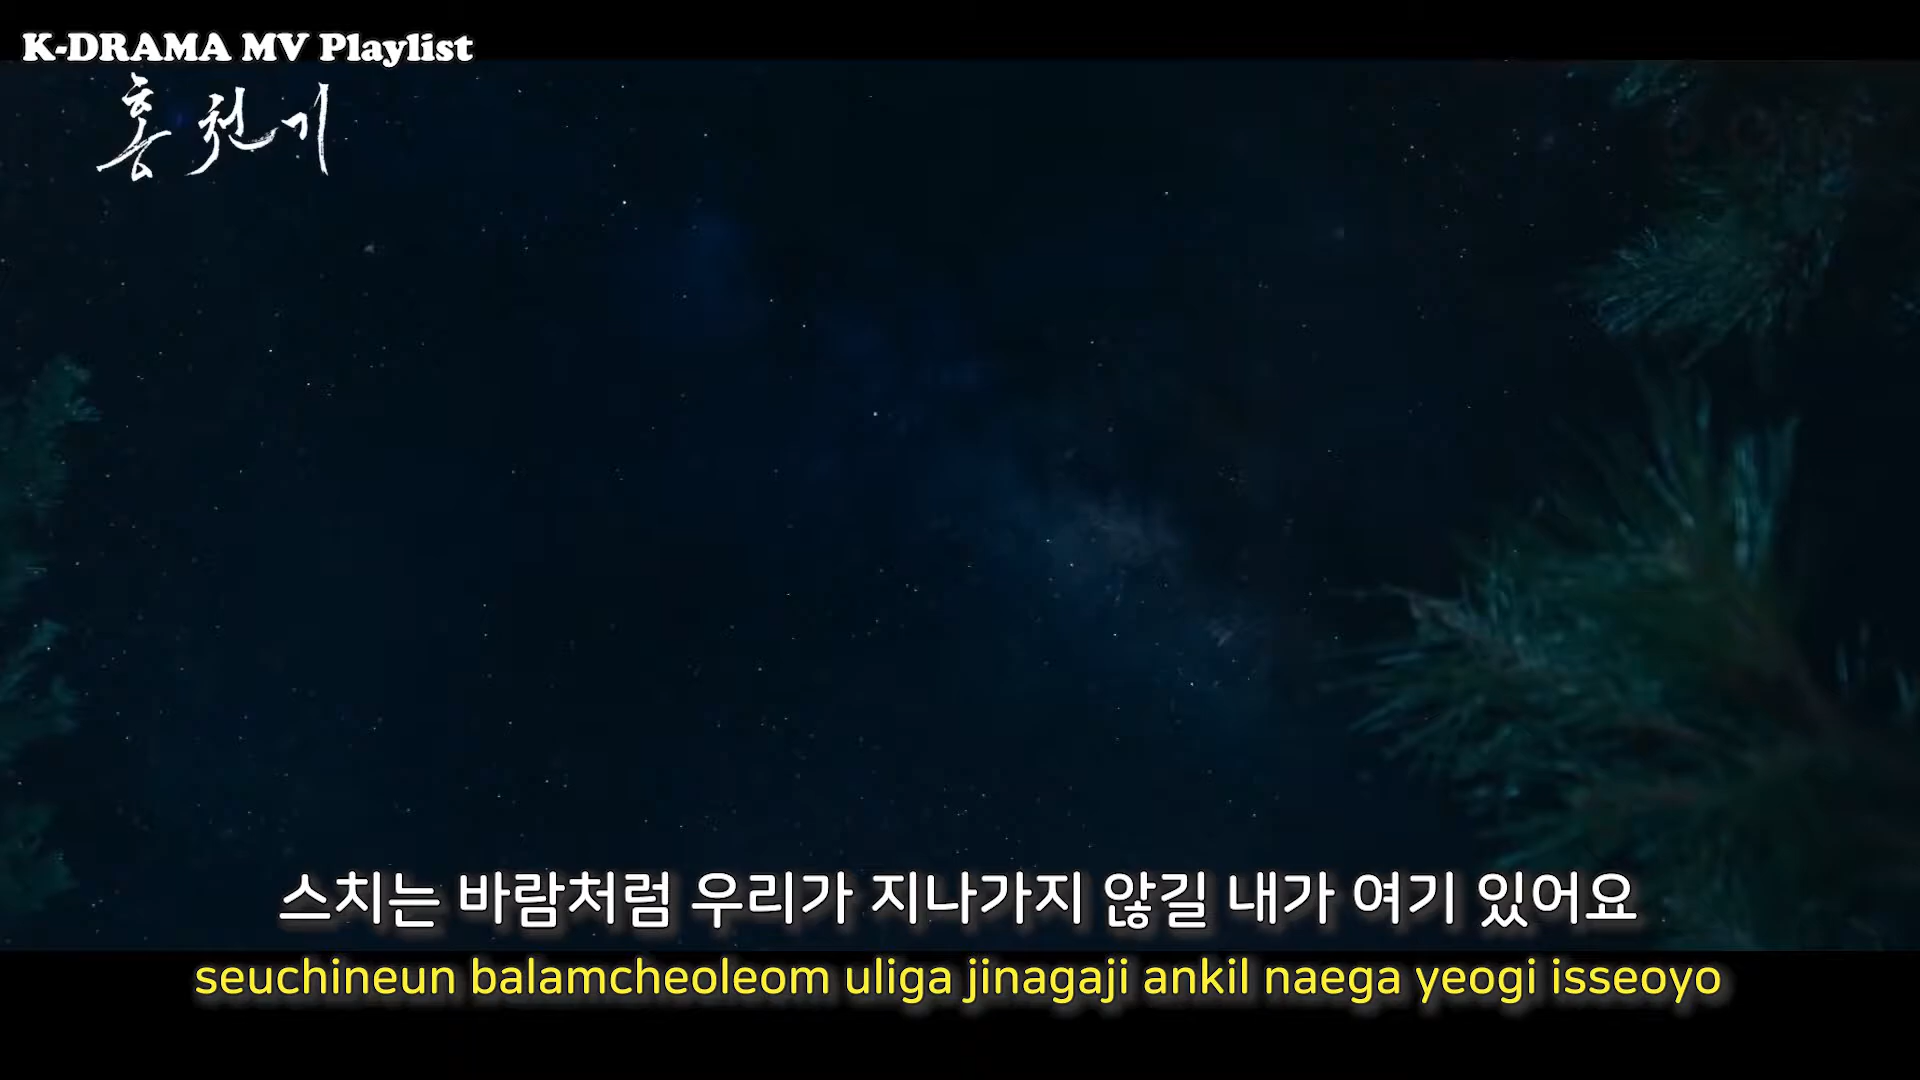 K-DRAMA MV Playlist
홍천기
스치는 바람처럼 우리가 지나가지 않길 내가 여기 있어요
seuchineun balamcheoleom uliga jinagaji ankil naega yeogi isseoyo